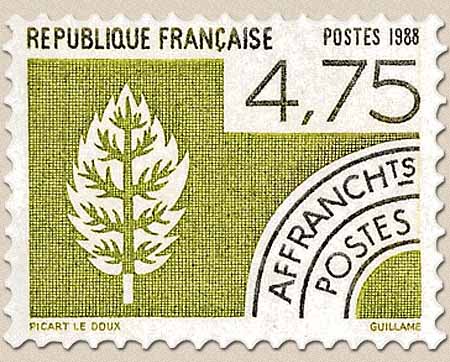 REPUBLIQUE FRANÇAISE POSTES 1988
4,75
AFFRANCHTS
POSTES
PICART LE DOUX GUILLAME